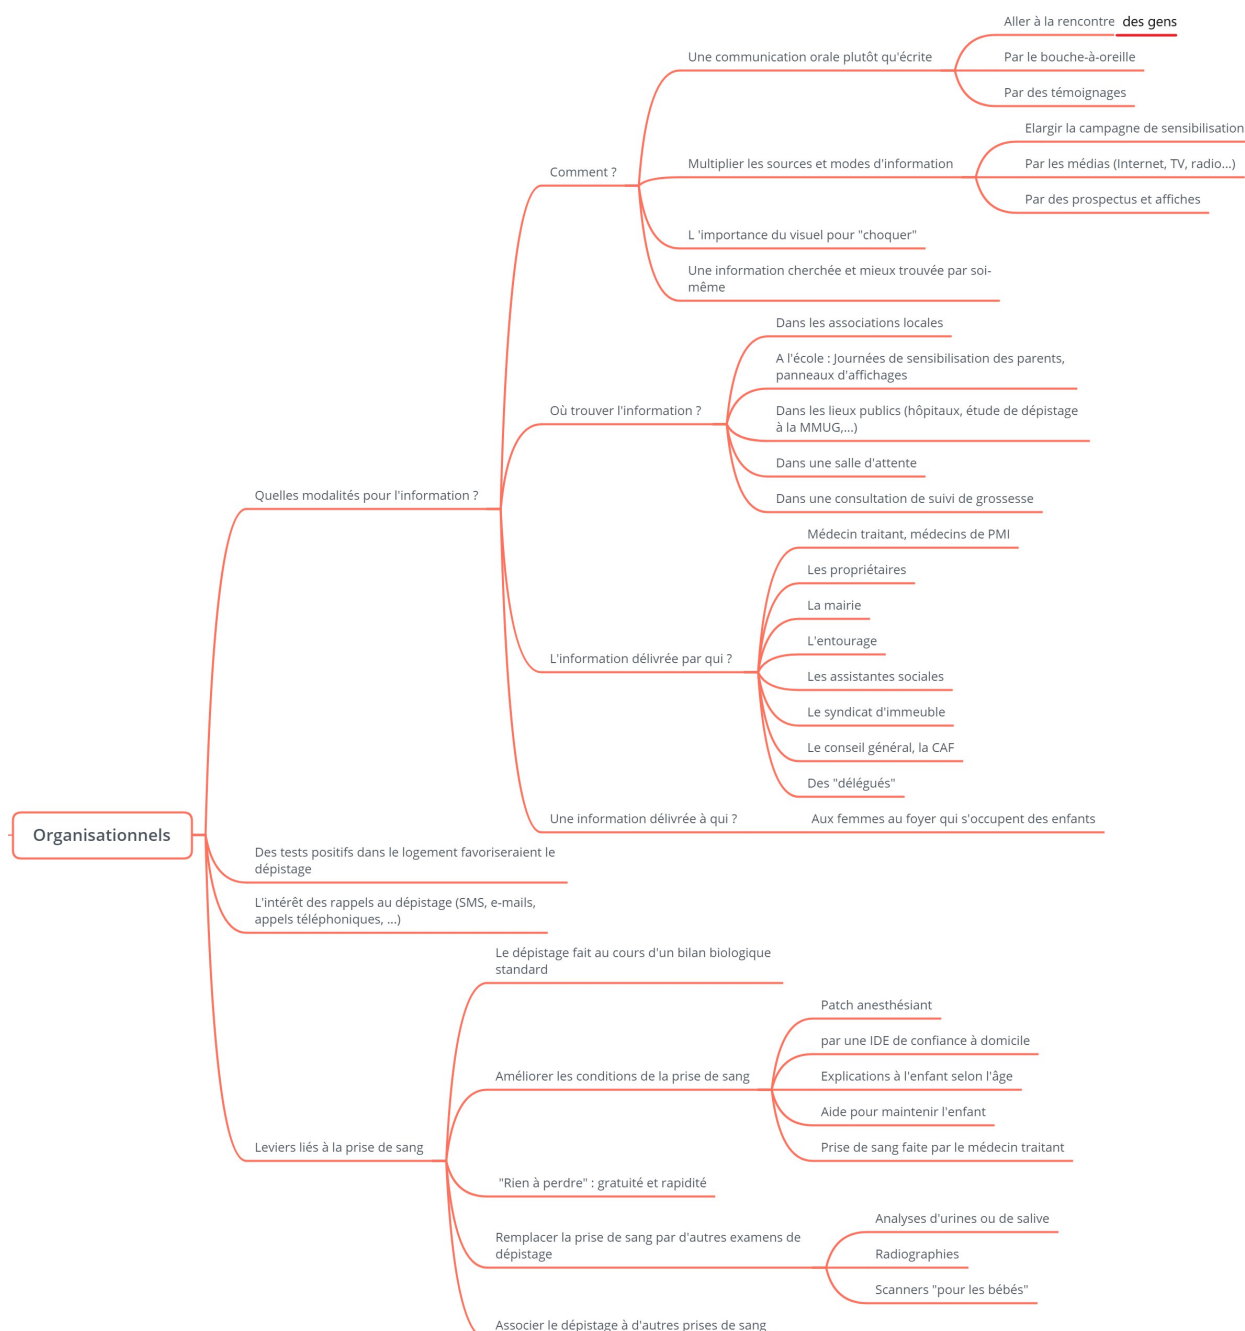 Aller à la rencontre des gens
Une communication orale plutôt qu'écrite
Par le bouche-à-oreille
Par des témoignages
Elargir la campagne de sensibilisation
Comment ?
Multiplier les sources et modes d'information
Par les médias (Internet, TV, radio...)
Par des prospectus et affiches
L 'importance du visuel pour "choquer"
Une information cherchée et mieux trouvée par soi-
même
Dans les associations locales
A l'école : Journées de sensibilisation des parents,
panneaux d'affichages
Où trouver l'information ?
Dans les lieux publics (hôpitaux, étude de dépistage
à la MMUG,...)
Dans une salle d'attente
Quelles modalités pour l'information ?
Dans une consultation de suivi de grossesse
Médecin traitant, médecins de PMI
Les propriétaires
La mairie
L'entourage
L'information délivrée par qui ?
Les assistantes sociales
Le syndicat d'immeuble
Le conseil général, la CAF
Des "délégués"
Une information délivrée à qui ?
Aux femmes au foyer qui s'occupent des enfants
Organisationnels
Des tests positifs dans le logement favoriseraient le
dépistage
L'intérêt des rappels au dépistage (SMS, e-mails,
appels téléphoniques, ...)
Le dépistage fait au cours d'un bilan biologique
standard
Patch anesthésiant
par une IDE de confiance à domicile
Améliorer les conditions de la prise de sang
Explications à l'enfant selon l'âge
Aide pour maintenir l'enfant
Leviers liés à la prise de sang
Prise de sang faite par le médecin traitant
"Rien à perdre" : gratuité et rapidité
Analyses d'urines ou de salive
Remplacer la prise de sang par d'autres examens de
dépistage
Radiographies
Scanners "pour les bébés"
Associer le dépistage à d'autres prises de sang